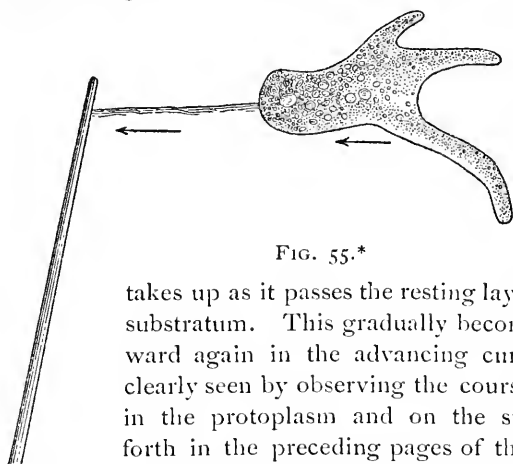 FIG. 55.*
takes up as it passes the resting lay
substratum. This gradually becor
ward again in the advancing cur
clearly seen by observing the cours
in the protoplasm and on the s
forth in the preceding pages of th